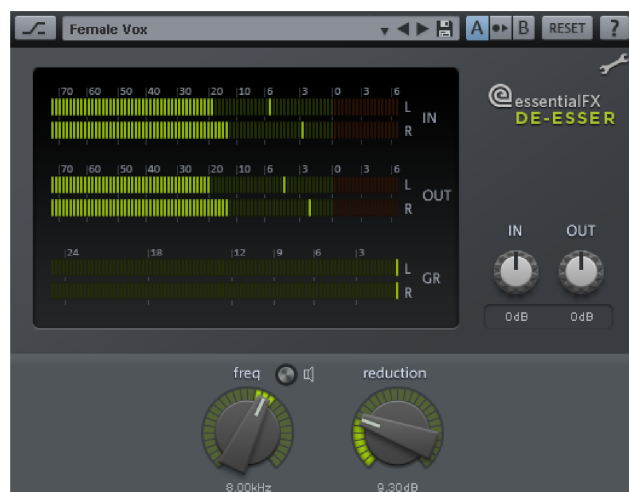 Female Vox A B RESET ?
70 60 50 40 30 20 10 6 3 0 3 6
L
IN
R
essentialFX
DE-ESSER
70 60 50 40 30 20 10 6 3 0 3 6
L
OUT
R
24 18 12 9 6 3
L
GR
R
IN OUT
0dB 0dB
freq reduction
8.00kHz 9.30dB